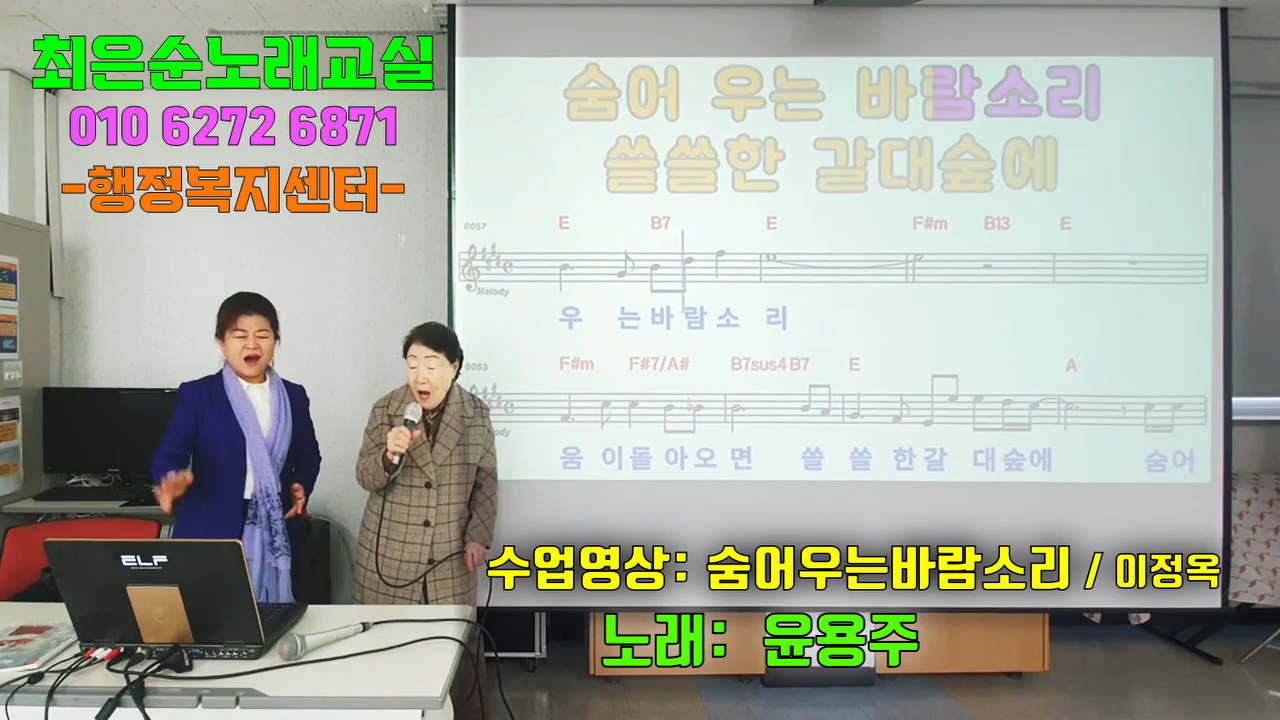 최은순노래교실
010 6272 6871
-행정복지센터-
숨어 우는 바람소리
쓸쓸한 갈대숲에
0057
E B7 E F#m B13 E
Melody
우 는바람소 리
0053
F#m F#7/A# B7sus4 B7 E A
움 이돌아오면 쓸쓸한갈 대숲에 숨어
ELF
수업영상: 숨어우는바람소리 / 이정옥
노래: 윤용주